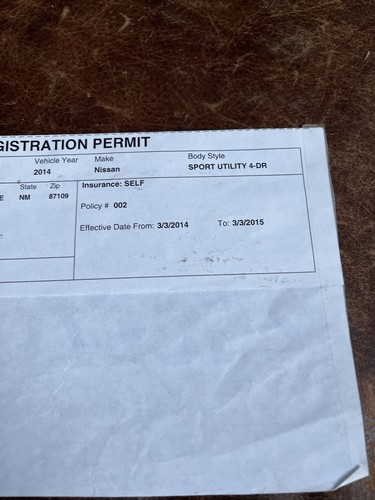 GISTRATION PERMIT
Vehicle Year Make Body Style
2014 Nissan SPORT UTILITY 4-DR
State Zip Insurance: SELF
E NM 87109
Policy # 002
Effective Date From: 3/3/2014 To: 3/3/2015